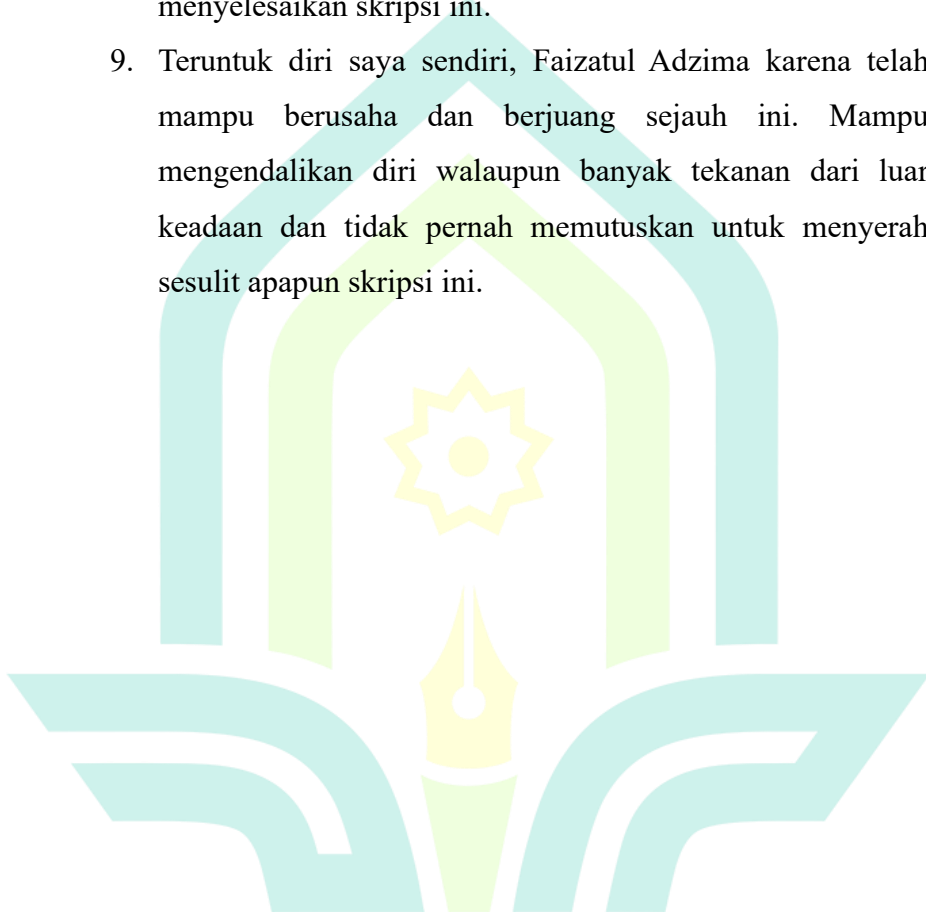 menyelesaikan skripsi ini.
9. Teruntuk diri saya sendiri, Faizatul Adzima karena telah
mampu berusaha dan berjuang sejauh ini. Mampu
mengendalikan diri walaupun banyak tekanan dari luar
keadaan dan tidak pernah memutuskan untuk menyerah
sesulit apapun skripsi ini.